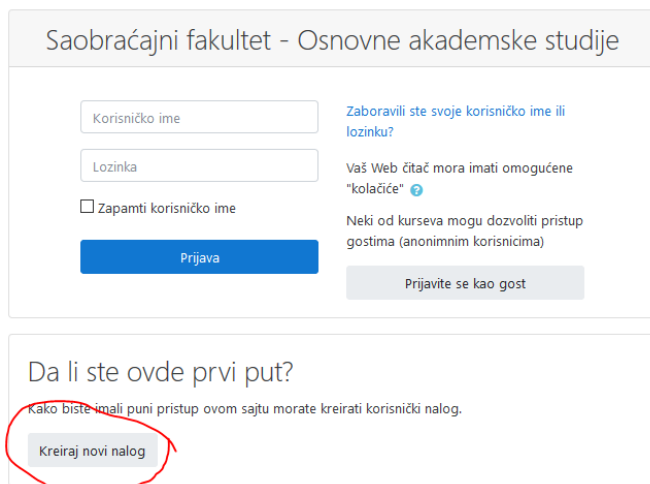 Saobraćajni fakultet - Osnovne akademske studije
Korisničko ime
Lozinka
Zapamti korisničko ime
Prijava
Zaboravili ste svoje korisničko ime ili
lozinku?
Vaš Web čitač mora imati omogućene
"kolačiće"
Neki od kurseva mogu dozvoliti pristup
gostima (anonimnim korisnicima)
Prijavite se kao gost
Da li ste ovde prvi put?
Kako biste imali puni pristup ovom sajtu morate kreirati korisnički nalog.
Kreiraj novi nalog